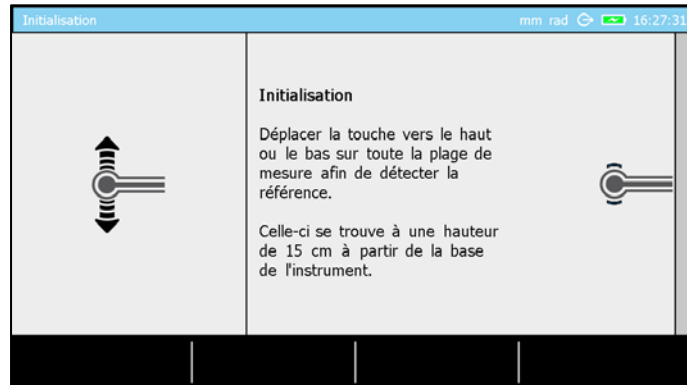 Initialisation
mm rad 16:27:31
Initialisation
Déplacer la touche vers le haut
ou le bas sur toute la plage de
mesure afin de détecter la
référence.
Celle-ci se trouve à une hauteur
de 15 cm à partir de la base
de l'instrument.